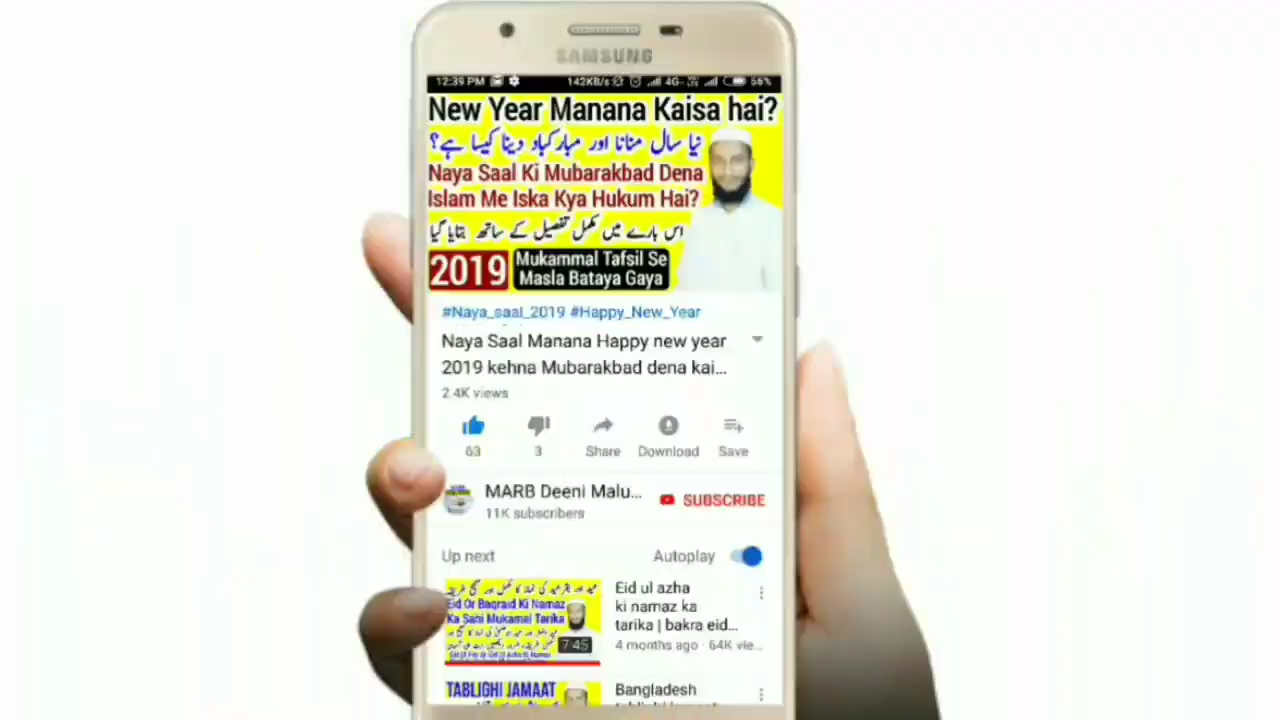 SAMSUNG
12:39 PM 142KB/s 4G 56%
New Year Manana Kaisa hai?
نیا سال منانا اور مبارکباد دینا کیسا ہے؟
Naya Saal Ki Mubarakbad Dena
Islam Me Iska Kya Hukum Hai?
اس بارے میں مکمل تفصیل کے ساتھ بتایا گیا
2019 Mukammal Tafsil Se
Masla Bataya Gaya
#Naya_saal_2019 #Happy_New_Year
Naya Saal Manana Happy new year
2019 kehna Mubarakbad dena kai...
2.4K views
63 3 Share Download Save
MARB Deeni Malu... SUBSCRIBE
11K subscribers
Up next Autoplay
Eid Or Baqraid Ki Namaz
Ka Sahi Mukamal Tarika
7:45
Eid ul azha
ki namaz ka
tarika | bakra eid...
4 months ago · 64K vie...
TABLIGHI JAMAAT
Bangladesh